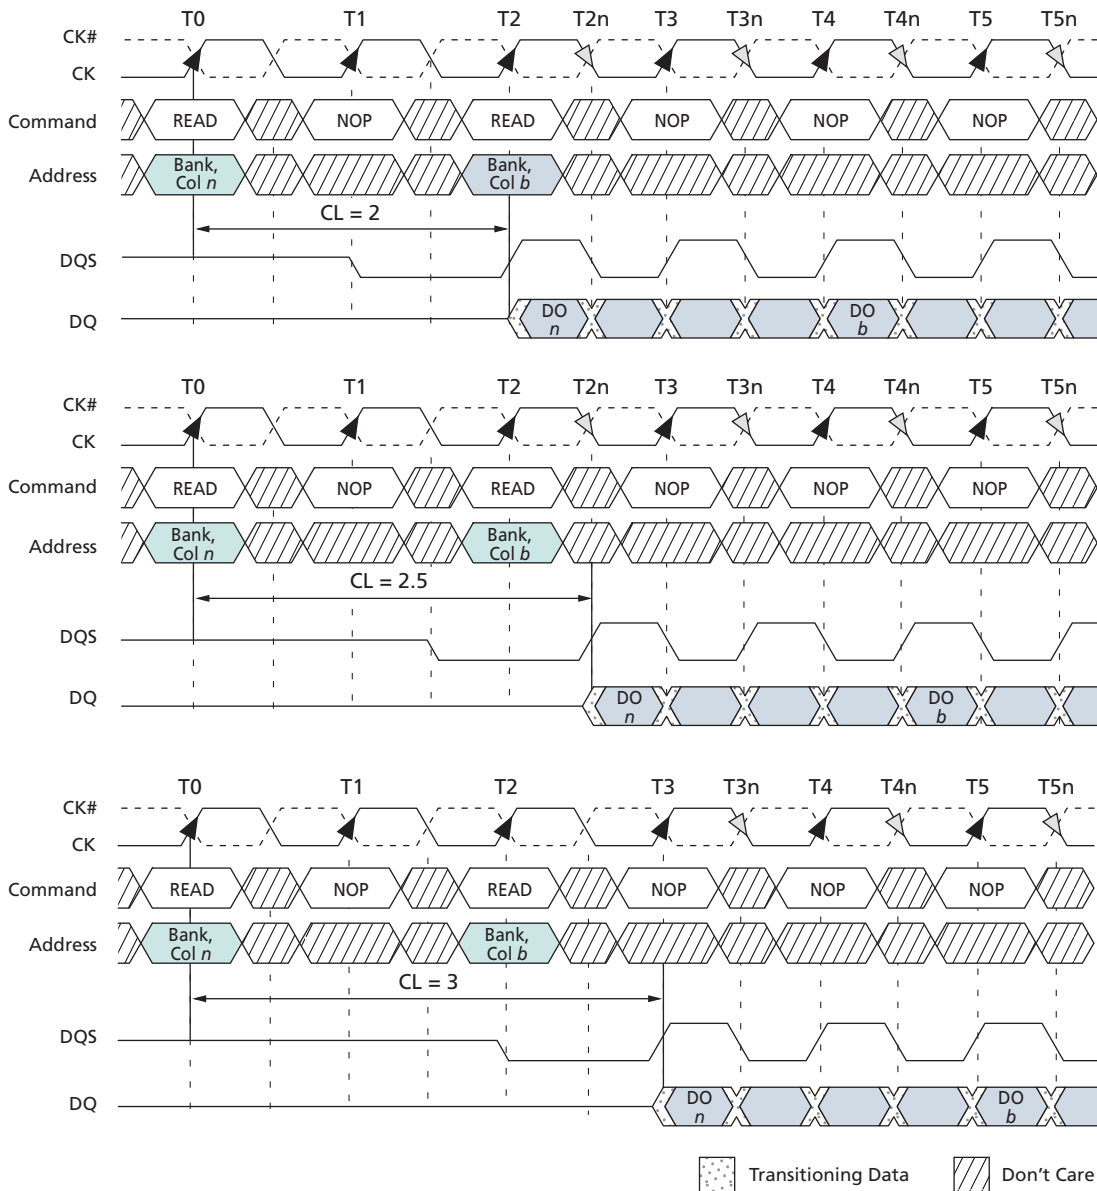 T0 T1 T2 T2n T3 T3n T4 T4n T5 T5n
CK#
CK
Command READ NOP READ NOP NOP NOP
Address Bank, Col n Bank, Col b
CL = 2
DQS
DQ DO n DO b
T0 T1 T2 T2n T3 T3n T4 T4n T5 T5n
CK#
CK
Command READ NOP READ NOP NOP NOP
Address Bank, Col n Bank, Col b
CL = 2.5
DQS
DQ DO n DO b
T0 T1 T2 T3 T3n T4 T4n T5 T5n
CK#
CK
Command READ NOP READ NOP NOP NOP
Address Bank, Col n Bank, Col b
CL = 3
DQS
DQ DO n DO b
Transitioning Data Don't Care